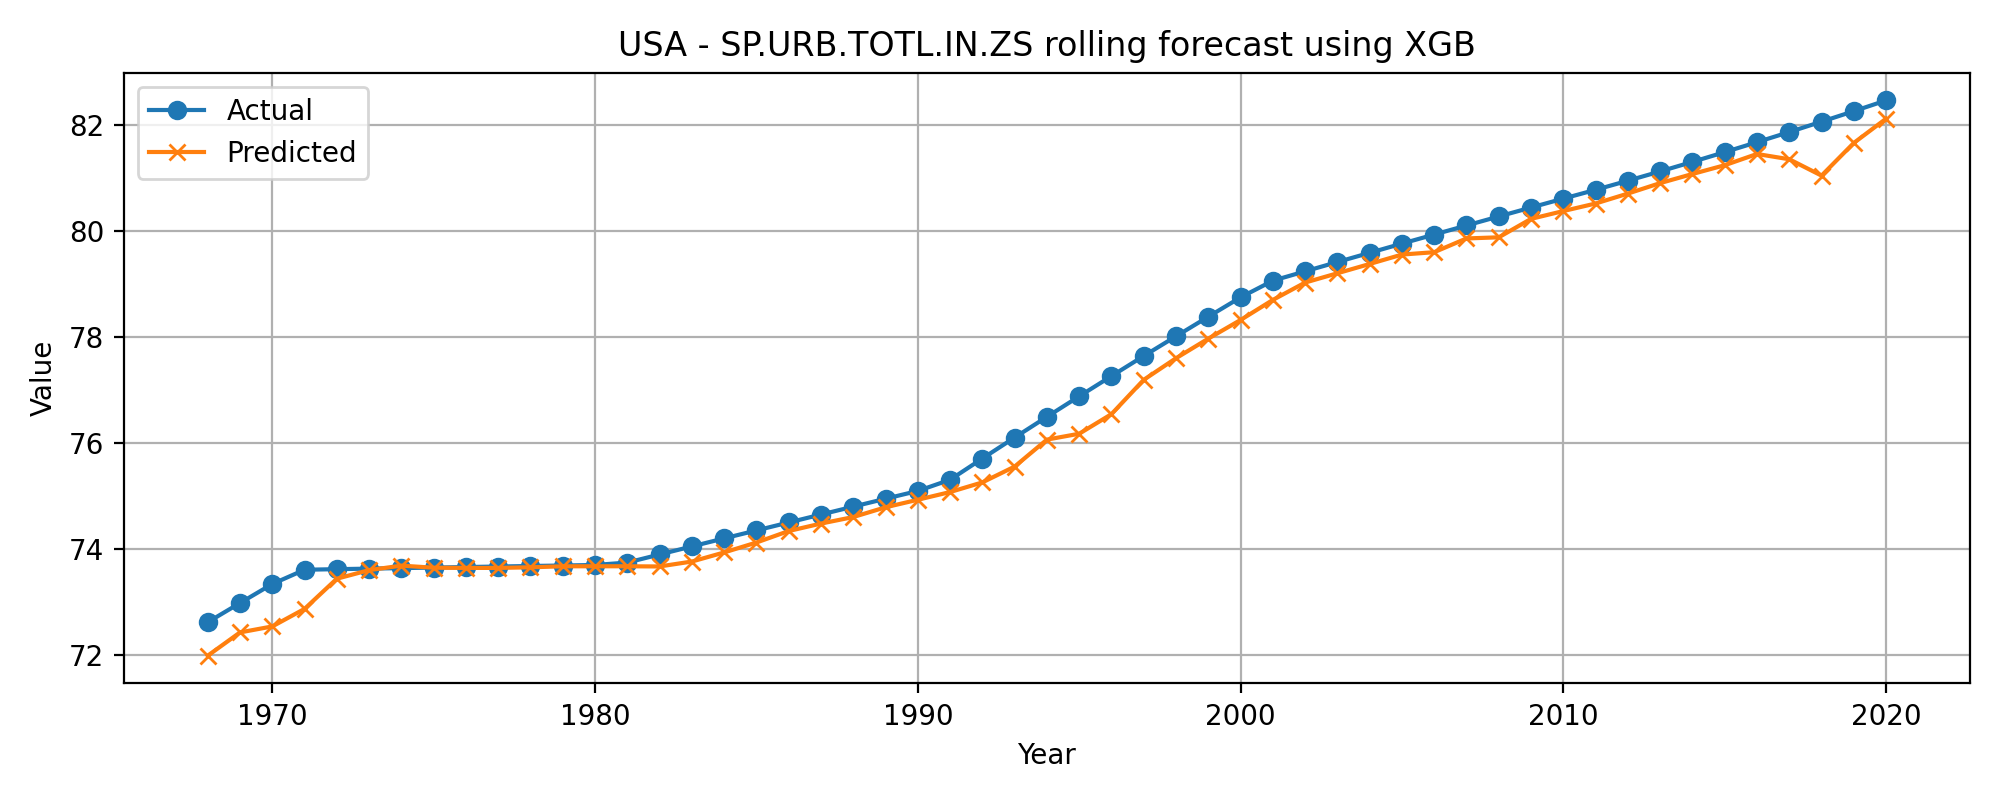 USA - SP.URB.TOTL.IN.ZS rolling forecast using XGB
Actual
Predicted
Value
82
80
78
76
74
72
1970 1980 1990 2000 2010 2020
Year